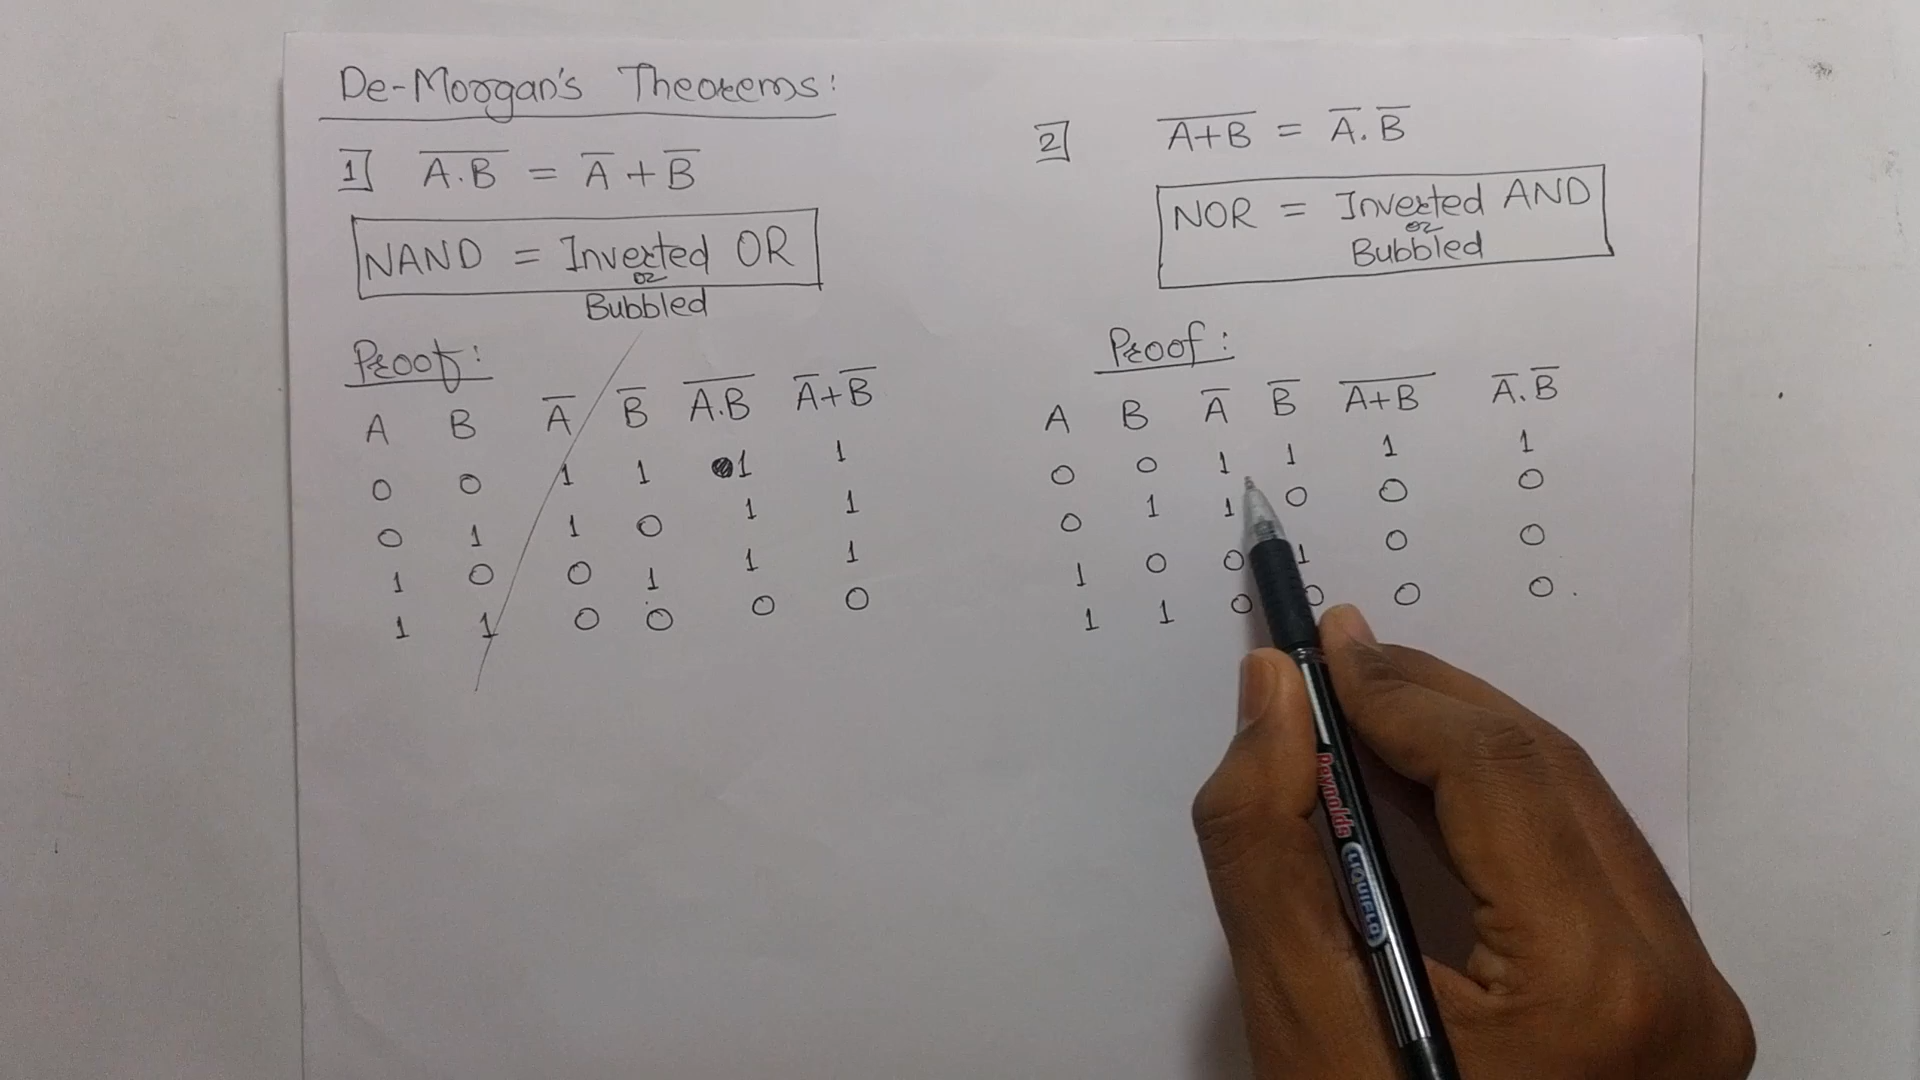 De-Morgan's Theorems:
1] A̅.̅B̅ = A̅ + B̅
NAND = Inverted OR
or
Bubbled
Proof:
A B A̅ B̅ A̅.̅B̅ A̅+B̅
0 0 1 1 1 1
0 1 1 0 1 1
1 0 0 1 1 1
1 1 0 0 0 0
2] A̅+̅B̅ = A̅.B̅
NOR = Inverted AND
or
Bubbled
Proof:
A B A̅ B̅ A̅+̅B̅ A̅.B̅
0 0 1 1 1 1
0 1 1 0 0 0
1 0 0 1 0 0
1 1 0 0 0 0.
Reynolds LIQUIFLO